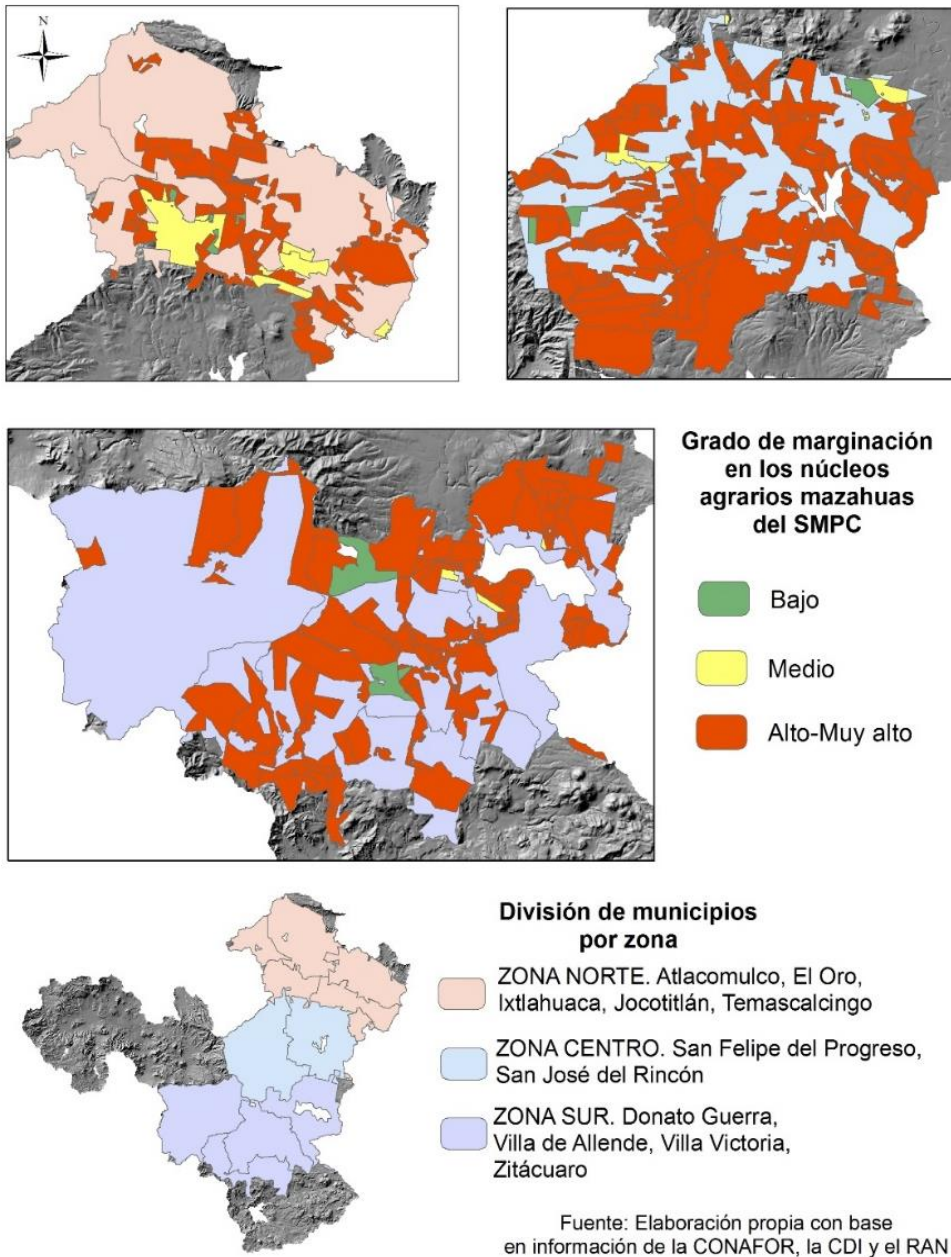 N
Grado de marginación
en los núcleos
agrarios mazahuas
del SMPC
Bajo
Medio
Alto-Muy alto
División de municipios
por zona
ZONA NORTE. Atlacomulco, El Oro,
Ixtlahuaca, Jocotitlán, Temascalcingo
ZONA CENTRO. San Felipe del Progreso,
San José del Rincón
ZONA SUR. Donato Guerra,
Villa de Allende, Villa Victoria,
Zitácuaro
Fuente: Elaboración propia con base
en información de la CONAFOR, la CDI y el RAN